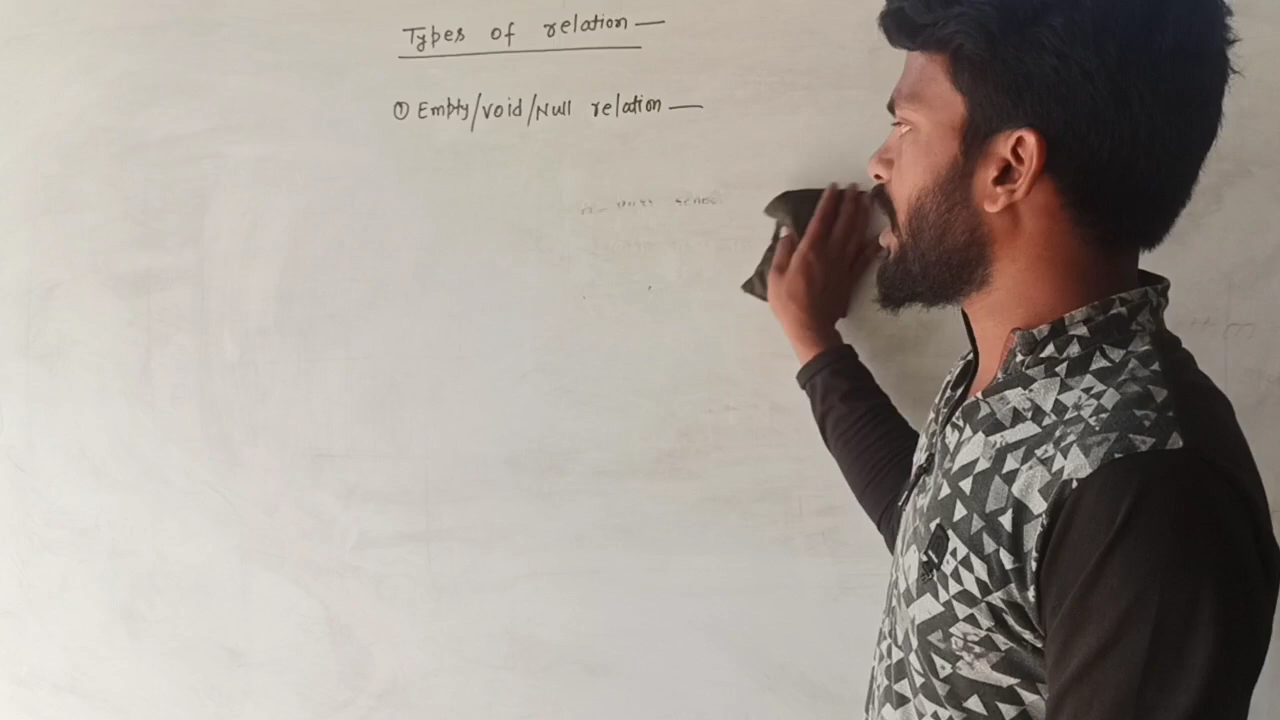 Types of relation —
① Empty/void/Null relation —